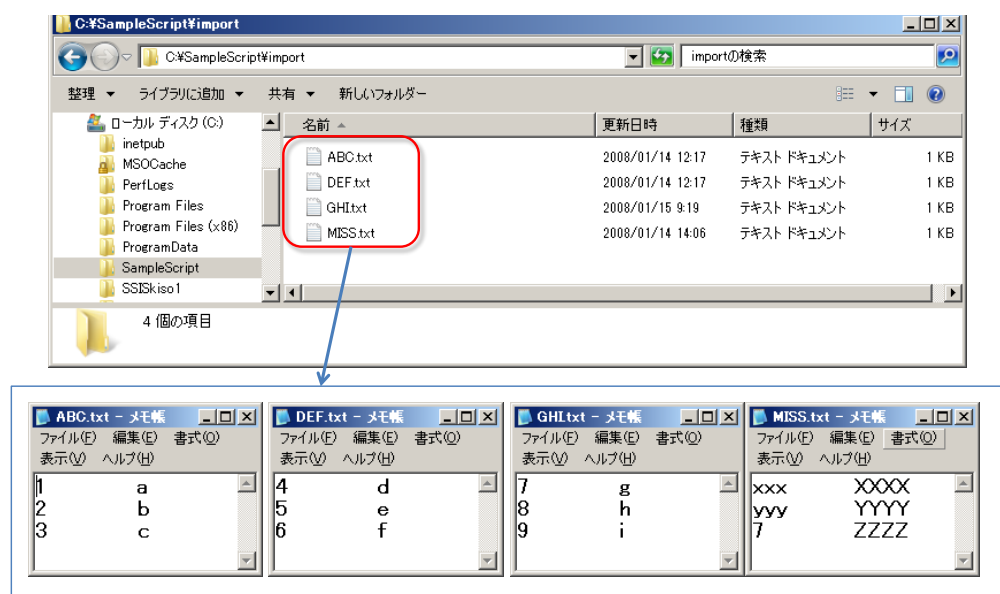 C:¥SampleScript¥import
C:¥SampleScript¥import
importの検索
整理 ▼ ライブラリに追加 ▼ 共有 ▼ 新しいフォルダー
ローカル ディスク (C:)
inetpub
MSOCache
PerfLogs
Program Files
Program Files (x86)
ProgramData
SampleScript
SSISkiso1
名前 更新日時 種類 サイズ
ABC.txt 2008/01/14 12:17 テキスト ドキュメント 1 KB
DEF.txt 2008/01/14 12:17 テキスト ドキュメント 1 KB
GHI.txt 2008/01/15 9:19 テキスト ドキュメント 1 KB
MISS.txt 2008/01/14 14:06 テキスト ドキュメント 1 KB
4 個の項目
ABC.txt - メモ帳
ファイル(F) 編集(E) 書式(O)
表示(V) ヘルプ(H)
1 a
2 b
3 c
DEF.txt - メモ帳
ファイル(F) 編集(E) 書式(O)
表示(V) ヘルプ(H)
4 d
5 e
6 f
GHI.txt - メモ帳
ファイル(F) 編集(E) 書式(O)
表示(V) ヘルプ(H)
7 g
8 h
9 i
MISS.txt - メモ帳
ファイル(F) 編集(E) 書式(O)
表示(V) ヘルプ(H)
xxx XXXX
yyy YYYY
7 ZZZZ